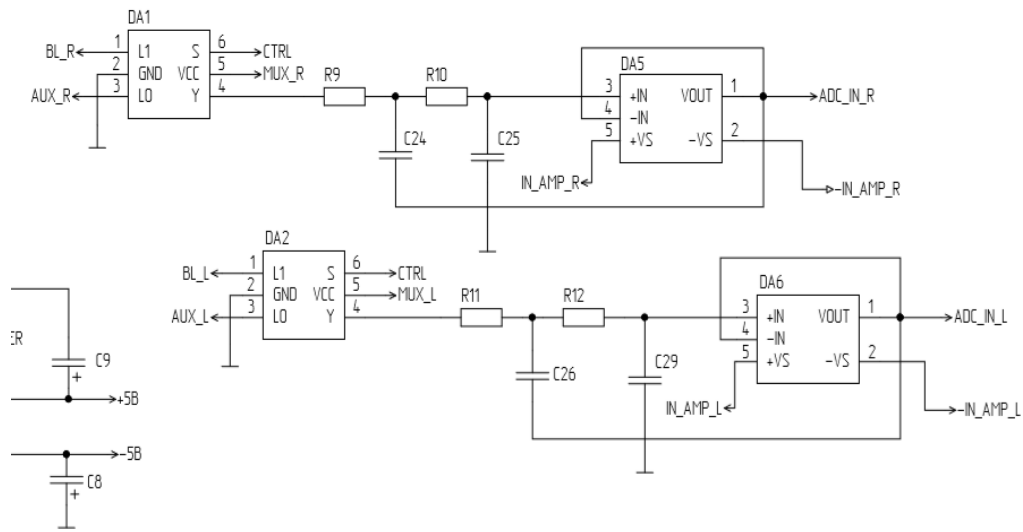 DA1
BL_R 1 L1 S 6 CTRL
2 GND VCC 5 MUX_R
AUX_R 3 LO Y 4
R9 R10
C24 C25
DA5
3 +IN VOUT 1 ADC_IN_R
4 -IN
5 +VS -VS 2
IN_AMP_R
-IN_AMP_R
DA2
BL_L 1 L1 S 6 CTRL
2 GND VCC 5 MUX_L
AUX_L 3 LO Y 4
R11 R12
C26 C29
DA6
3 +IN VOUT 1 ADC_IN_L
4 -IN
5 +VS -VS 2
IN_AMP_L
-IN_AMP_L
ER
C9
+
+5B
-5B
C8
+